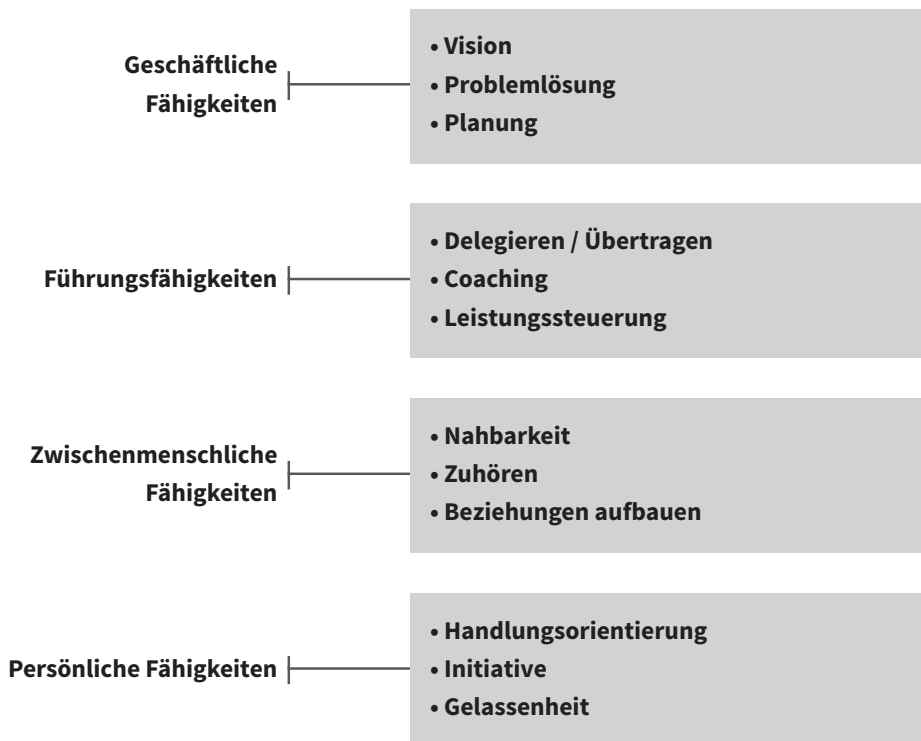 Geschäftliche
Fähigkeiten
• Vision
• Problemlösung
• Planung
Führungsfähigkeiten
• Delegieren / Übertragen
• Coaching
• Leistungssteuerung
Zwischenmenschliche
Fähigkeiten
• Nahbarkeit
• Zuhören
• Beziehungen aufbauen
Persönliche Fähigkeiten
• Handlungsorientierung
• Initiative
• Gelassenheit